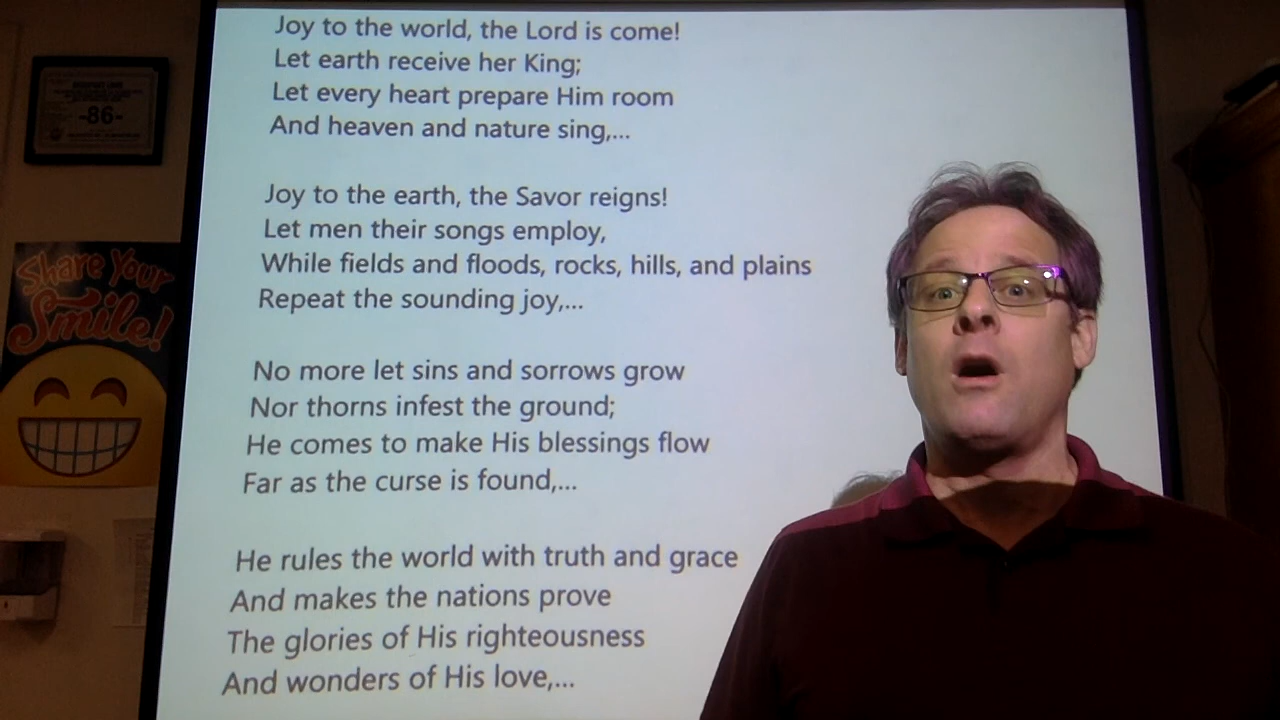 Joy to the world, the Lord is come!
Let earth receive her King;
Let every heart prepare Him room
And heaven and nature sing,...
Joy to the earth, the Savor reigns!
Let men their songs employ,
While fields and floods, rocks, hills, and plains
Repeat the sounding joy,...
No more let sins and sorrows grow
Nor thorns infest the ground;
He comes to make His blessings flow
Far as the curse is found,...
He rules the world with truth and grace
And makes the nations prove
The glories of His righteousness
And wonders of His love,...
-86-
Share Your
Smile!